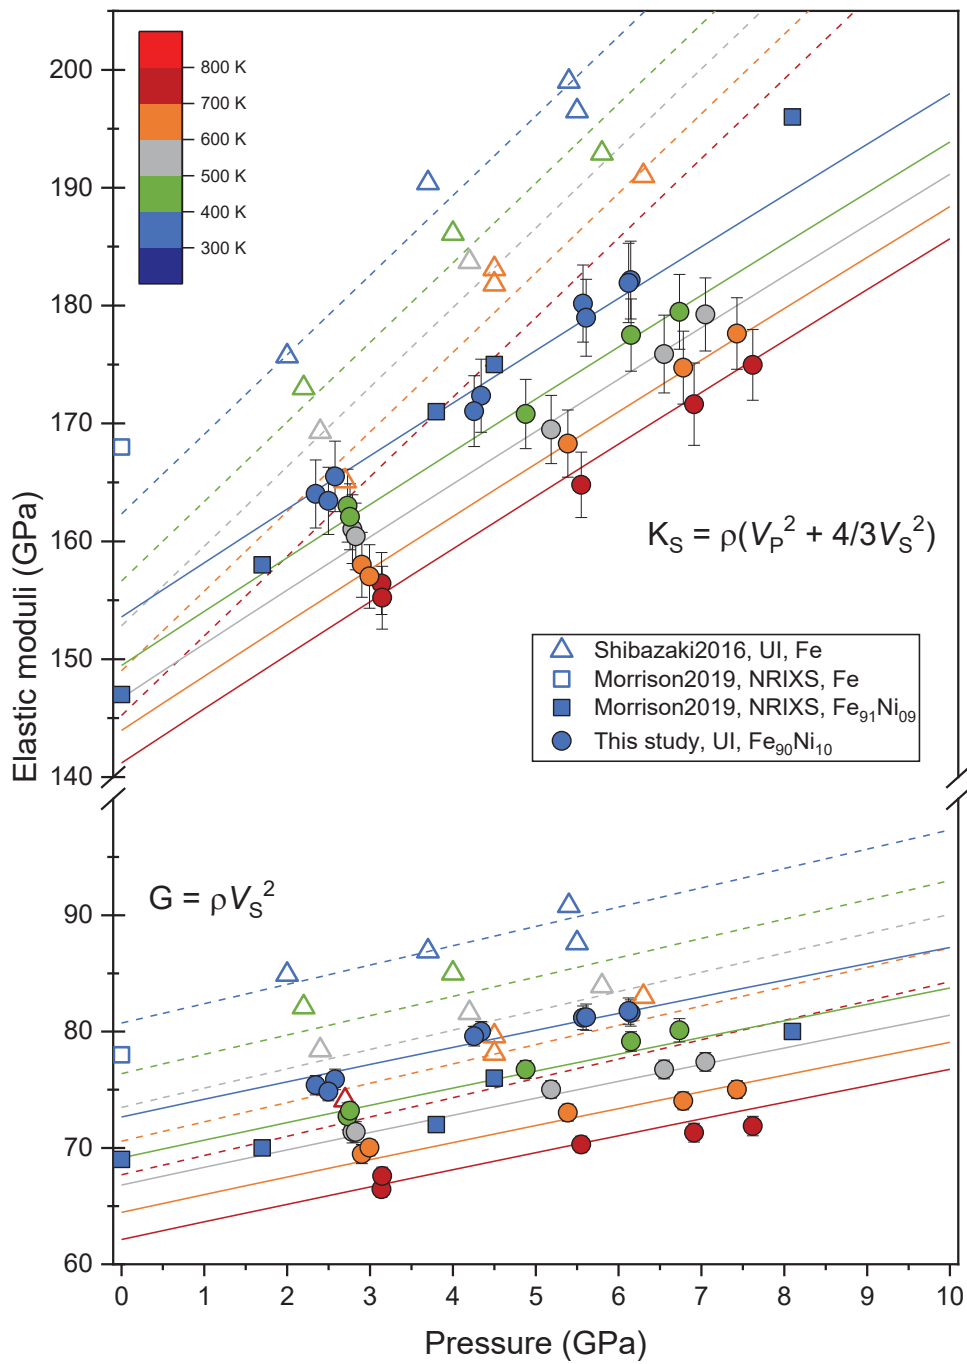 200
190
180
170
160
150
140
90
80
70
60
Elastic moduli (GPa)
800 K
700 K
600 K
500 K
400 K
300 K
K_S = ρ(V_P^2 + 4/3V_S^2)
Shibazaki2016, UI, Fe
Morrison2019, NRIXS, Fe
Morrison2019, NRIXS, Fe_91Ni_09
This study, UI, Fe_90Ni_10
G = ρV_S^2
0 1 2 3 4 5 6 7 8 9 10
Pressure (GPa)